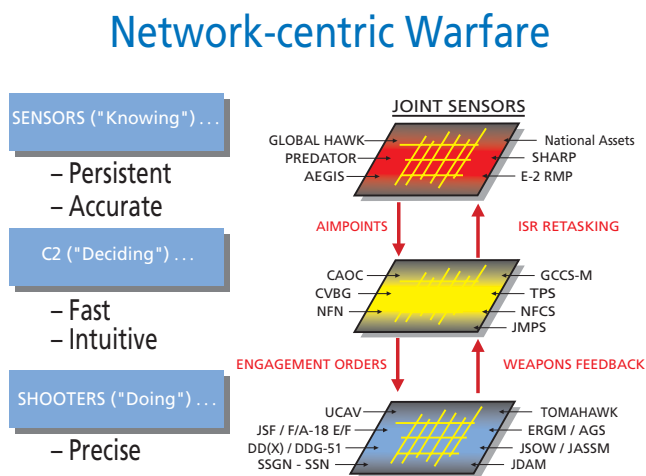 Network-centric Warfare
SENSORS ("Knowing") . . .
– Persistent
– Accurate
C2 ("Deciding") . . .
– Fast
– Intuitive
SHOOTERS ("Doing") . . .
– Precise
JOINT SENSORS
GLOBAL HAWK
PREDATOR
AEGIS
National Assets
SHARP
E-2 RMP
AIMPOINTS
ISR RETASKING
CAOC
CVBG
NFN
GCCS-M
TPS
NFCS
JMPS
ENGAGEMENT ORDERS
WEAPONS FEEDBACK
UCAV
JSF / F/A-18 E/F
DD(X) / DDG-51
SSGN - SSN
TOMAHAWK
ERGM / AGS
JSOW / JASSM
JDAM